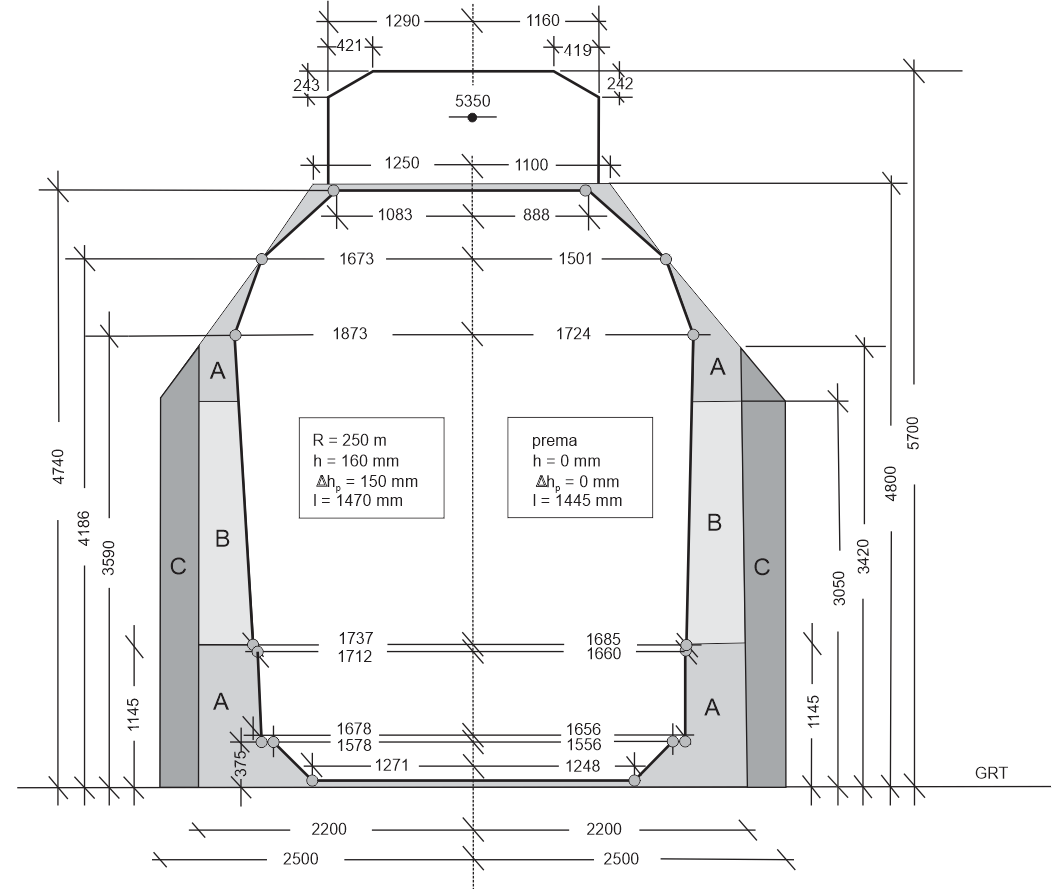 1290 1160
421 419
243 242
5350
1250 1100
1083 888
1673 1501
1873 1724
A A
R = 250 m
h = 160 mm
Δhp = 150 mm
l = 1470 mm
prema
h = 0 mm
Δhp = 0 mm
l = 1445 mm
4740
4186
3590
5700
4800
3420
3050
B B
C C
1737 1685
1712 1660
A A
1145 1145
1678 1656
1578 1556
375
1271 1248
GRT
2200 2200
2500 2500